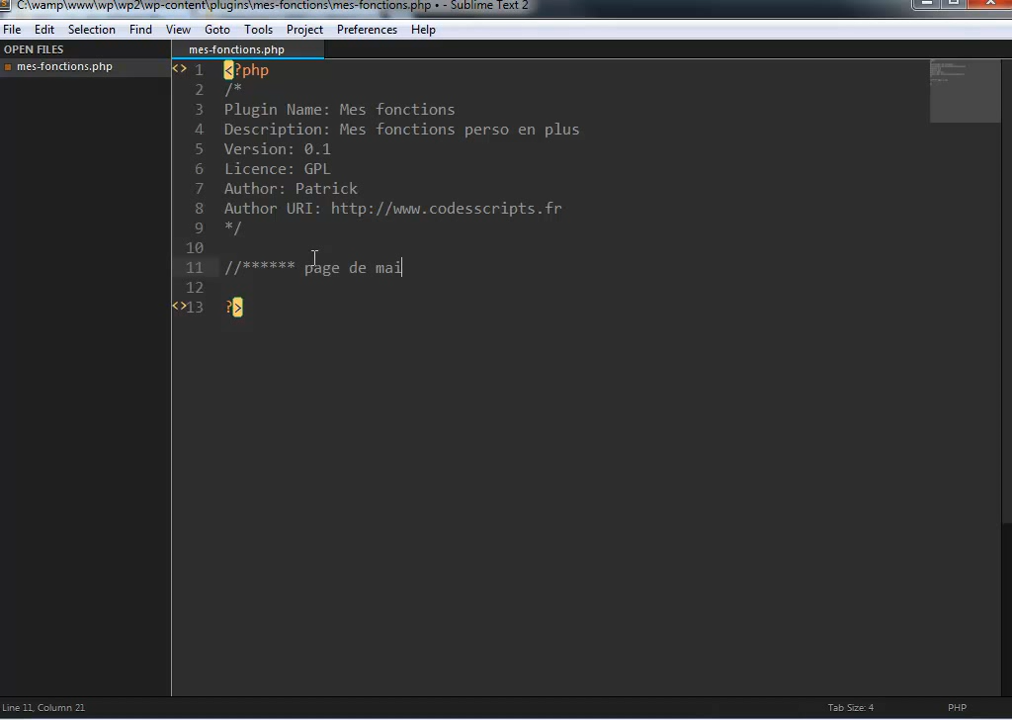 C:\wamp\www\wp\wp2\wp-content\plugins\mes-fonctions\mes-fonctions.php • - Sublime Text 2
File Edit Selection Find View Goto Tools Project Preferences Help
OPEN FILES
mes-fonctions.php
mes-fonctions.php
<> 1 <?php
2 /*
3 Plugin Name: Mes fonctions
4 Description: Mes fonctions perso en plus
5 Version: 0.1
6 Licence: GPL
7 Author: Patrick
8 Author URI: http://www.codesscripts.fr
9 */
10
11 //****** page de mai
12
<> 13 ?>
Line 11, Column 21 Tab Size: 4 PHP